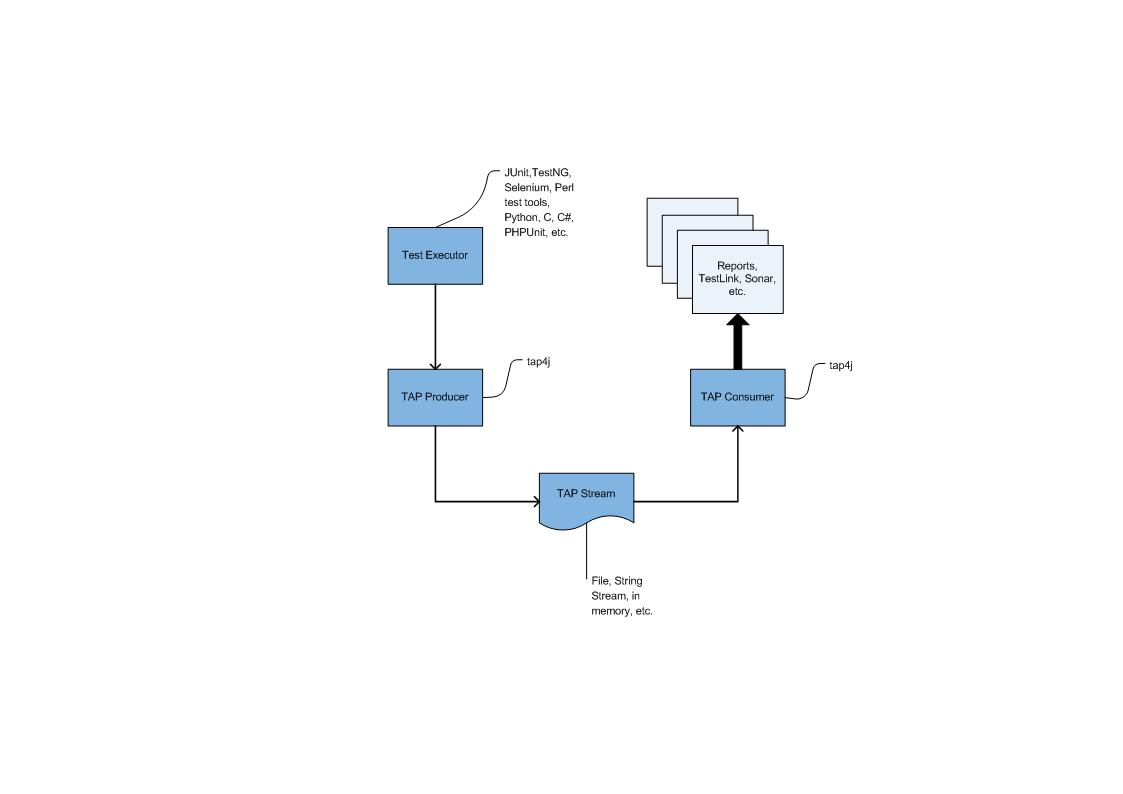 JUnit,TestNG,
Selenium, Perl
test tools,
Python, C, C#,
PHPUnit, etc.
Test Executor
Reports,
TestLink, Sonar,
etc.
tap4j
TAP Producer
tap4j
TAP Consumer
TAP Stream
File, String
Stream, in
memory, etc.